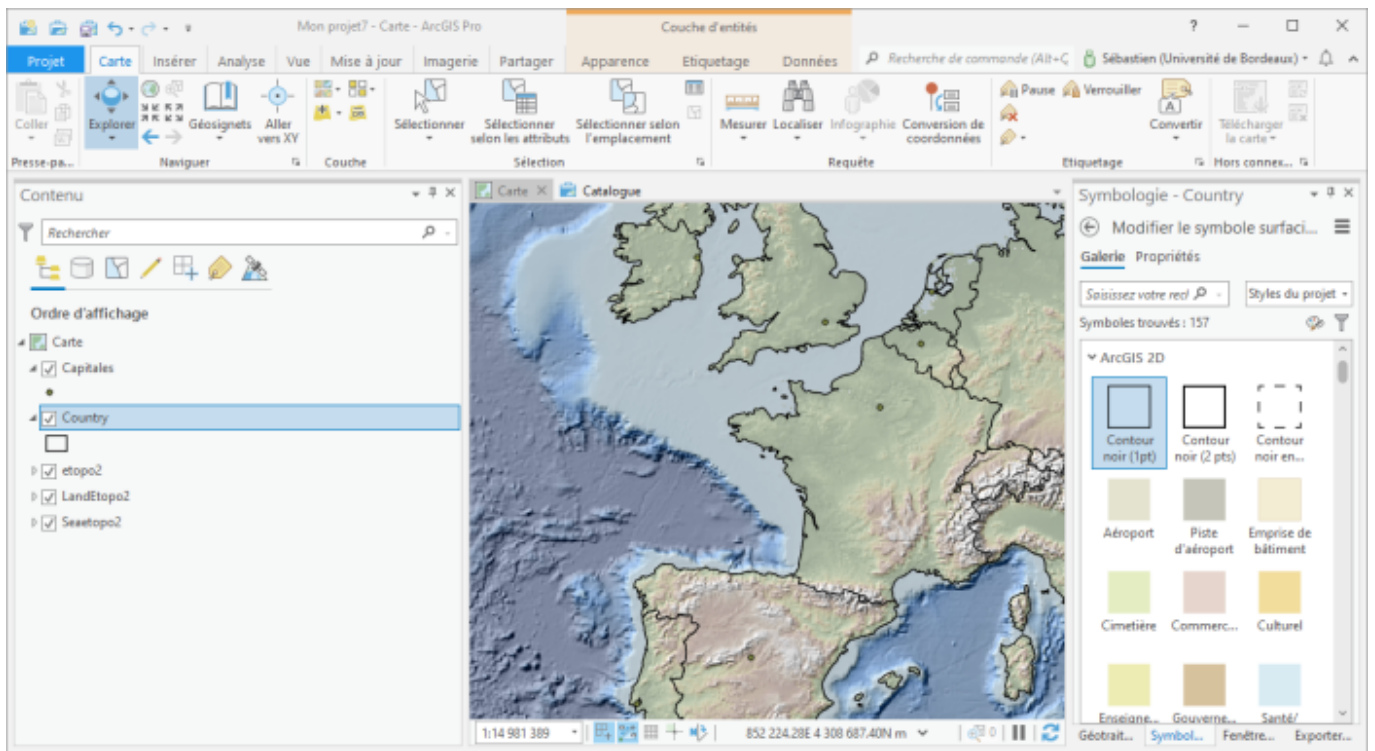 Mon projet7 - Carte - ArcGIS Pro
Couche d'entités
?
Projet Carte Insérer Analyse Vue Mise à jour Imagerie Partager Apparence Etiquetage Données Recherche de commande (Alt+Q Sébastien (Université de Bordeaux)
Coller
Explorer
Géosignets
Aller vers XY
Sélectionner
Sélectionner selon les attributs
Sélectionner selon l'emplacement
Mesurer
Localiser
Infographie
Conversion de coordonnées
Pause
Verrouiller
Convertir
Télécharger la carte
Presse-pa... Naviguer Couche Sélection Requête Etiquetage Hors connex...
Contenu
Rechercher
Ordre d'affichage
Carte
Capitales
Country
etopo2
LandEtopo2
Seaetopo2
Carte Catalogue
1:14 981 389
852 224,28E 4 308 687,40N m
0
Symbologie - Country
Modifier le symbole surfaci...
Galerie Propriétés
Saisissez votre recl
Styles du projet
Symboles trouvés : 157
ArcGIS 2D
Contour noir (1pt)
Contour noir (2 pts)
Contour noir en...
Aéroport
Piste d'aéroport
Emprise de bâtiment
Cimetière
Commerc...
Culturel
Enseigne...
Gouverne...
Santé/
Géotrait... Symbol... Fenêtre... Exporter...